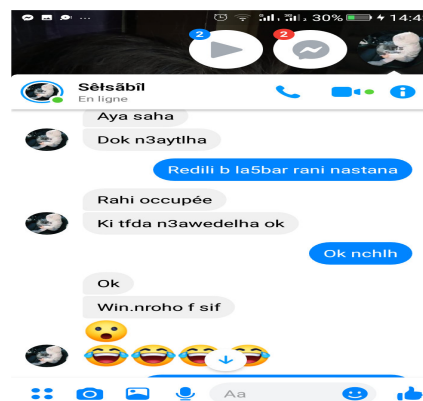 30% 14:4
2
2
Sêłsãbîl
En ligne
Aya saha
Dok n3aytlha
Redili b la5bar rani nastana
Rahi occupée
Ki tfda n3awedelha ok
Ok nchlh
Ok
Win.nroho f sif
Aa